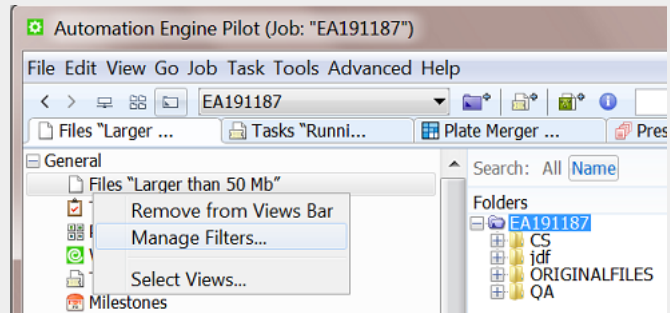 Automation Engine Pilot (Job: "EA191187")
File Edit View Go Job Task Tools Advanced Help
EA191187
Files "Larger ... Tasks "Runni... Plate Merger ... Pres
General
Search: All Name
Files "Larger than 50 Mb"
Folders
Remove from Views Bar
EA191187
Manage Filters...
CS
jdf
Select Views...
ORIGINALFILES
QA
Milestones